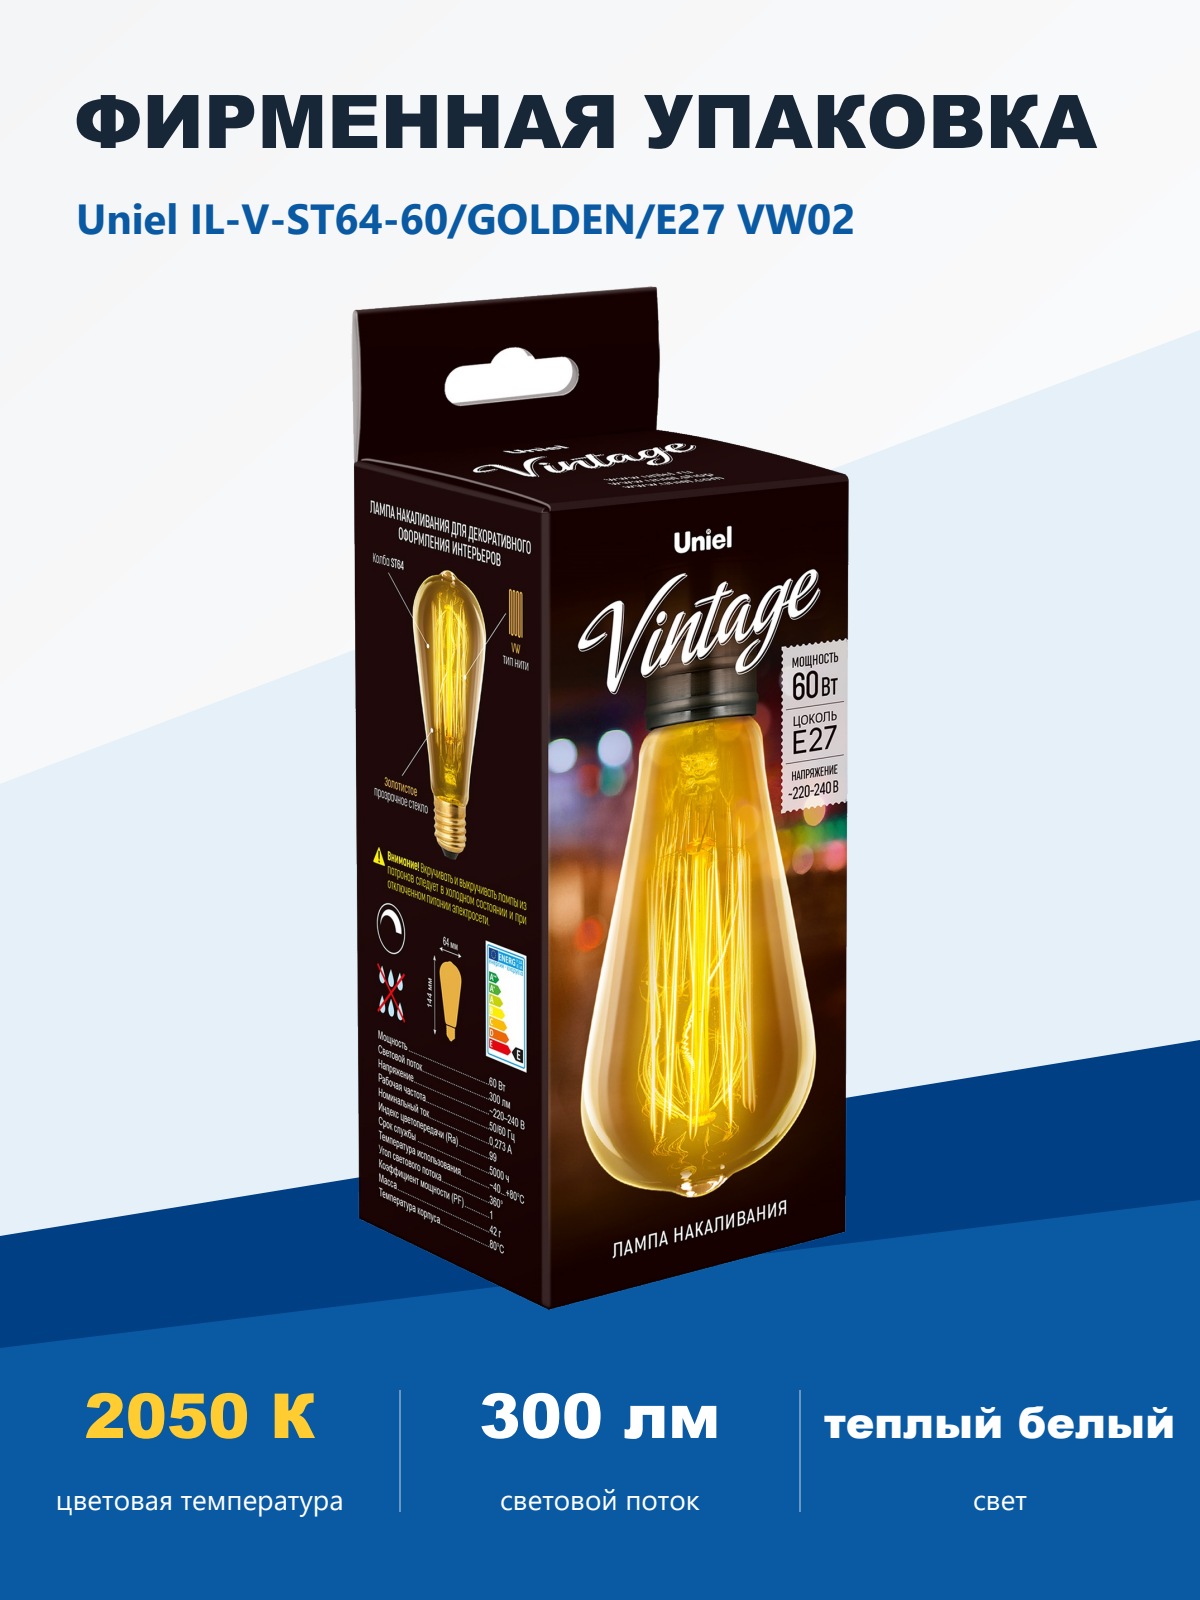 ФИРМЕННАЯ УПАКОВКА
Uniel IL-V-ST64-60/GOLDEN/E27 VW02
Uniel
Vintage
www.uniel.ru
ЛАМПА НАКАЛИВАНИЯ ДЛЯ ДЕКОРАТИВНОГО
ОФОРМЛЕНИЯ ИНТЕРЬЕРОВ
Колба ST64
VW
ТИП НИТИ
Золотистое
прозрачное стекло
Внимание! Вкручивать и выкручивать лампы из
патронов следует в холодном состоянии и при
отключенном питании электросети.
64 мм
144 мм
ENERG
A
B
C
D
E
E
Мощность 60 Вт
Световой поток 300 лм
Напряжение ~220–240 В
Рабочая частота 50/60 Гц
Номинальный ток 0,273 А
Индекс цветопередачи (Ra) 99
Срок службы 5000 ч
Температура использования –40...+80°C
Угол светового потока 360°
Коэффициент мощности (PF) 1
Масса 42 г
Температура корпуса 80°C
Uniel
Vintage
МОЩНОСТЬ
60 Вт
ЦОКОЛЬ
E27
НАПРЯЖЕНИЕ
~220-240 В
ЛАМПА НАКАЛИВАНИЯ
2050 К
цветовая температура
300 лм
световой поток
теплый белый
свет